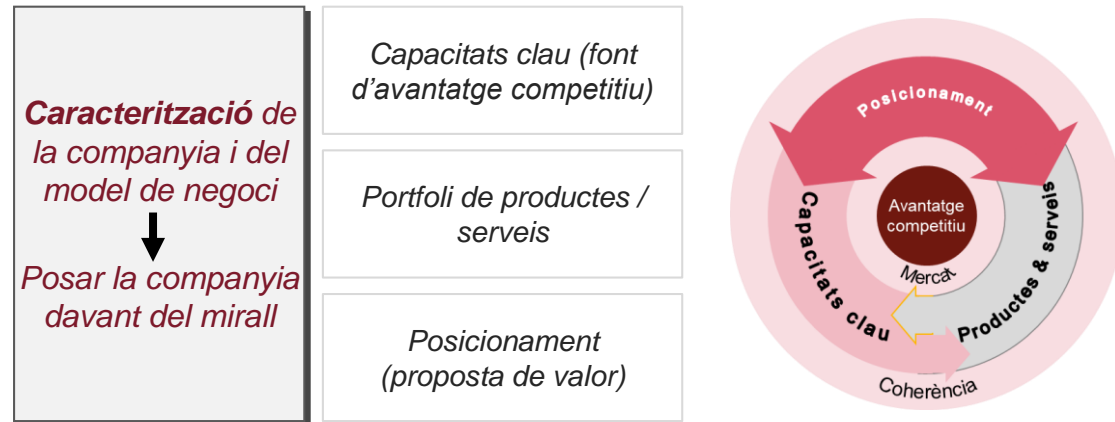 Caracterització de
la companyia i del
model de negoci
Posar la companyia
davant del mirall
Capacitats clau (font
d’avantatge competitiu)
Portfoli de productes /
serveis
Posicionament
(proposta de valor)
Posicionament
Avantatge
competitiu
Capacitats clau
Productes & serveis
Mercat
Coherència